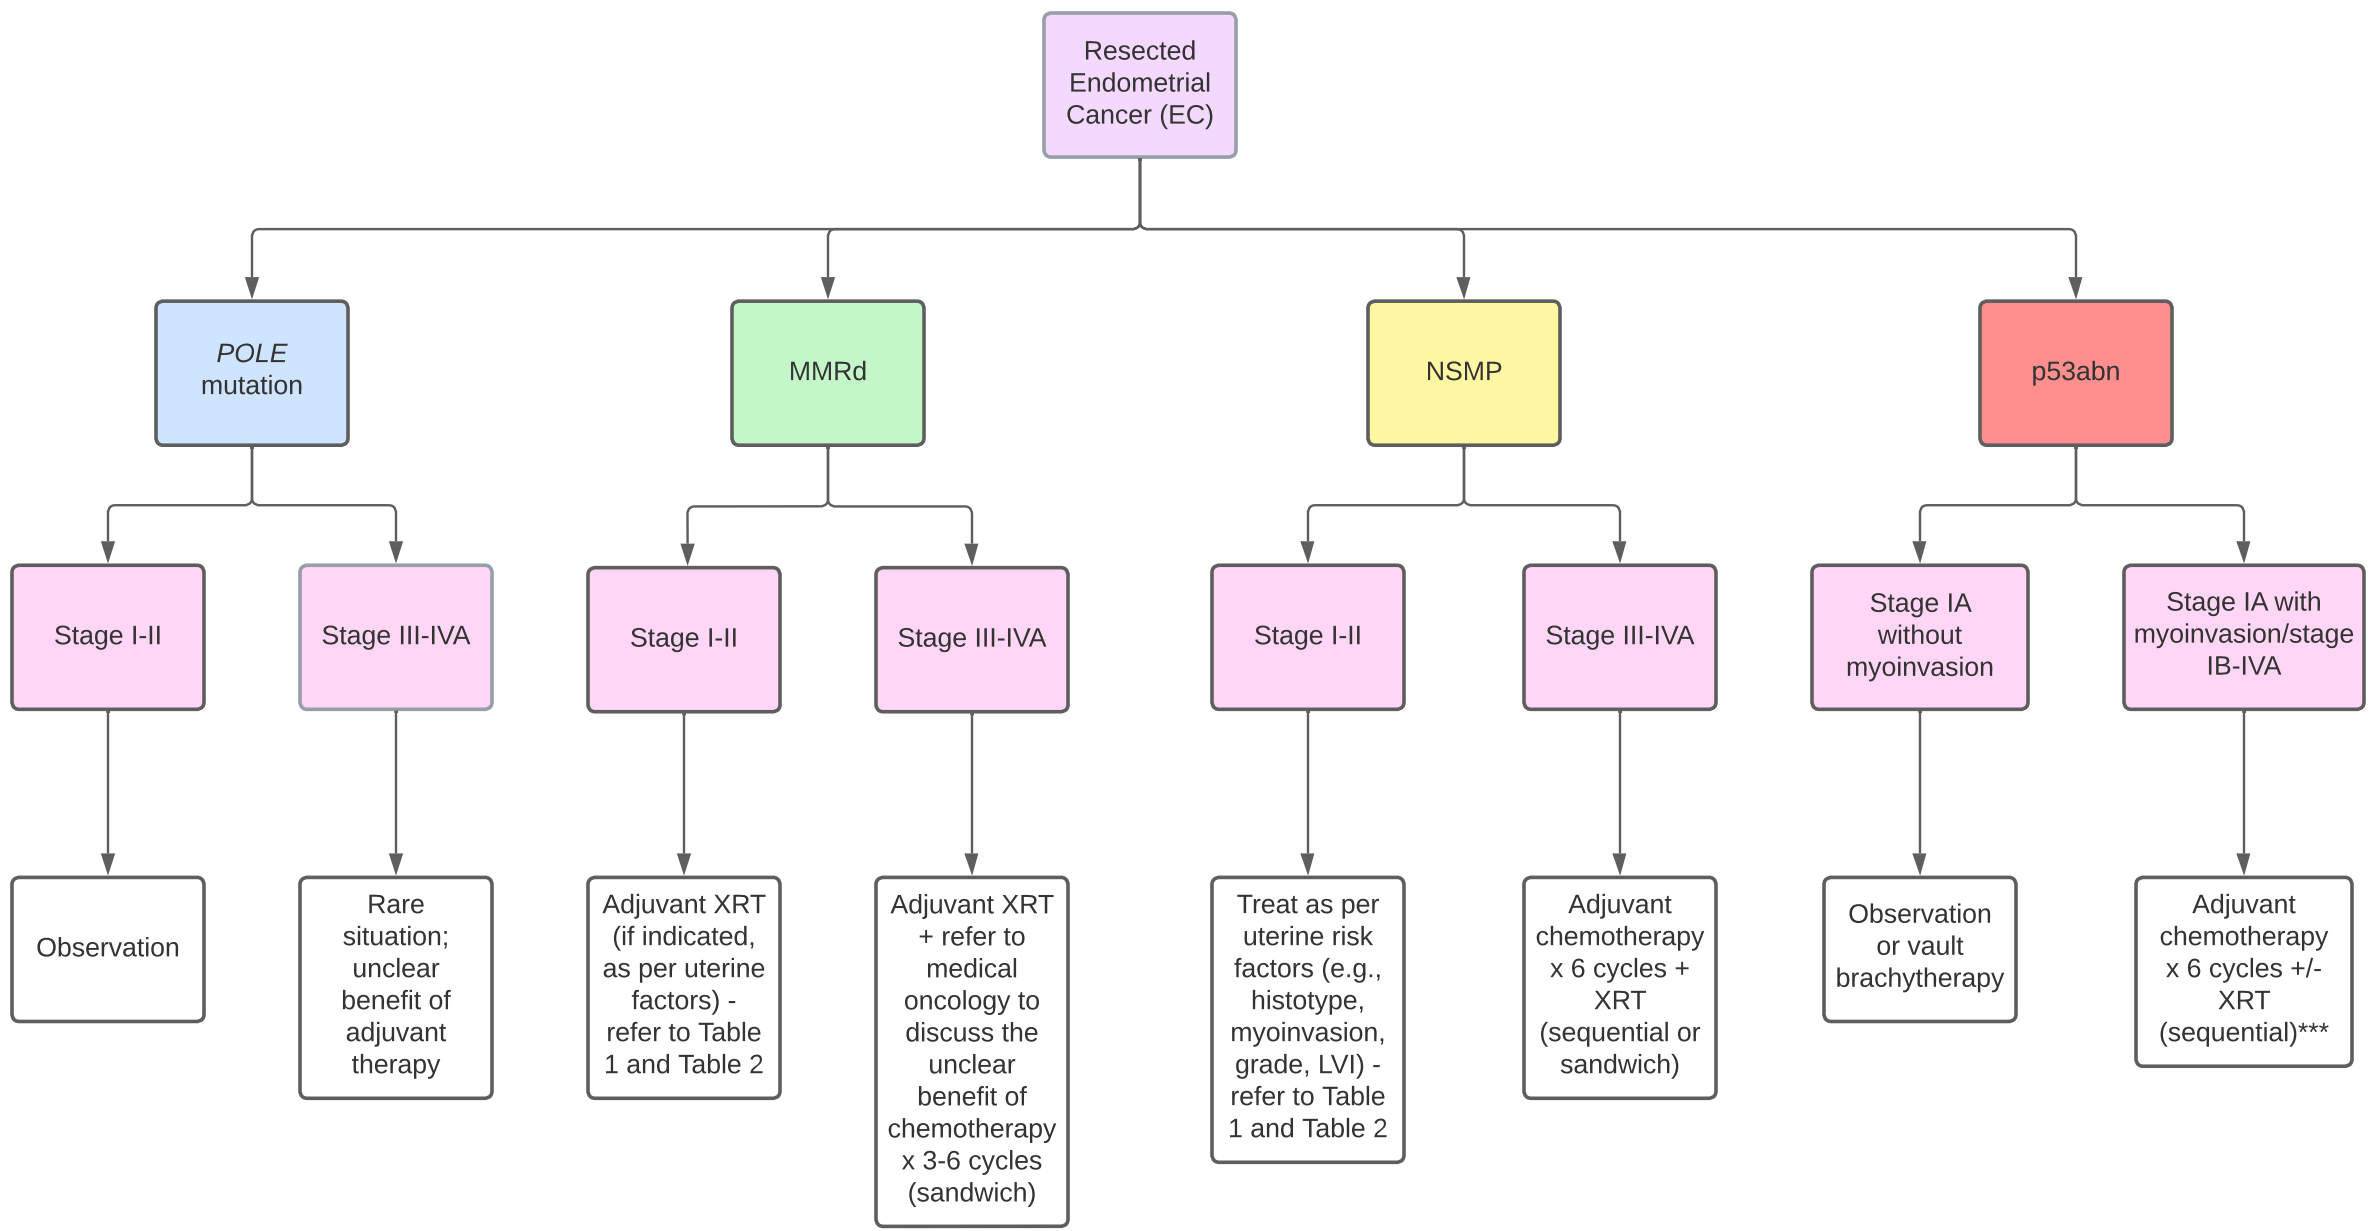 Resected
Endometrial
Cancer (EC)
POLE
mutation
MMRd
NSMP
p53abn
Stage I-II
Stage III-IVA
Stage I-II
Stage III-IVA
Stage I-II
Stage III-IVA
Stage IA
without
myoinvasion
Stage IA with
myoinvasion/stage
IB-IVA
Observation
Rare
situation;
unclear
benefit of
adjuvant
therapy
Adjuvant XRT
(if indicated,
as per uterine
factors) -
refer to Table
1 and Table 2
Adjuvant XRT
+ refer to
medical
oncology to
discuss the
unclear
benefit of
chemotherapy
x 3-6 cycles
(sandwich)
Treat as per
uterine risk
factors (e.g.,
histotype,
myoinvasion,
grade, LVI) -
refer to Table
1 and Table 2
Adjuvant
chemotherapy
x 6 cycles +
XRT
(sequential or
sandwich)
Observation
or vault
brachytherapy
Adjuvant
chemotherapy
x 6 cycles +/-
XRT
(sequential)***